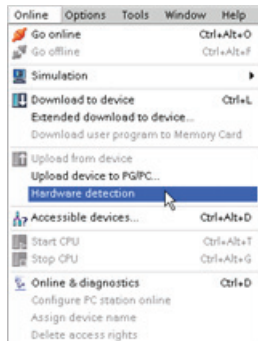 Online Options Tools Window Help
Go online Ctrl+Alt+O
Go offline Ctrl+Alt+F
Simulation
Download to device Ctrl+L
Extended download to device...
Download user program to Memory Card
Upload from device
Upload device to PG/PC...
Hardware detection
Accessible devices... Ctrl+Alt+D
Start CPU Ctrl+Alt+T
Stop CPU Ctrl+Alt+G
Online & diagnostics Ctrl+D
Configure PC station online
Assign device name
Delete access rights